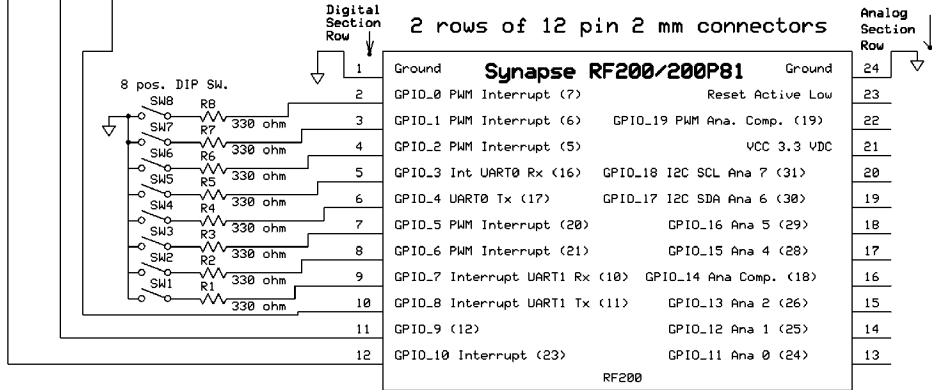 Digital
Section
Row
2 rows of 12 pin 2 mm connectors
Analog
Section
Row
1 Ground Synapse RF200/200P81 Ground 24
8 pos. DIP SW.
2 GPIO_0 PWM Interrupt (7) Reset Active Low 23
SW8 R8 330 ohm
3 GPIO_1 PWM Interrupt (6) GPIO_19 PWM Ana. Comp. (19) 22
SW7 R7 330 ohm
4 GPIO_2 PWM Interrupt (5) VCC 3.3 VDC 21
SW6 R6 330 ohm
5 GPIO_3 Int UART0 Rx (16) GPIO_18 I2C SCL Ana 7 (31) 20
SW5 R5 330 ohm
6 GPIO_4 UART0 Tx (17) GPIO_17 I2C SDA Ana 6 (30) 19
SW4 R4 330 ohm
7 GPIO_5 PWM Interrupt (20) GPIO_16 Ana 5 (29) 18
SW3 R3 330 ohm
8 GPIO_6 PWM Interrupt (21) GPIO_15 Ana 4 (28) 17
SW2 R2 330 ohm
9 GPIO_7 Interrupt UART1 Rx (10) GPIO_14 Ana Comp. (18) 16
SW1 R1 330 ohm
10 GPIO_8 Interrupt UART1 Tx (11) GPIO_13 Ana 2 (26) 15
11 GPIO_9 (12) GPIO_12 Ana 1 (25) 14
12 GPIO_10 Interrupt (23) GPIO_11 Ana 0 (24) 13
RF200